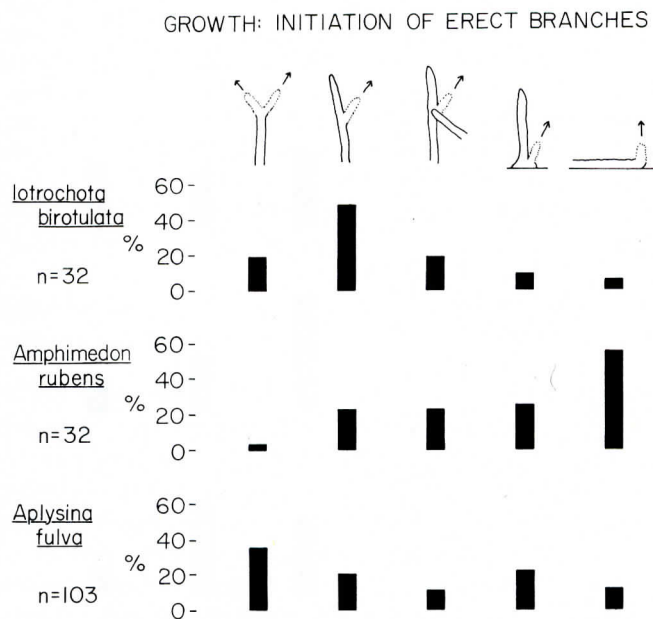 GROWTH: INITIATION OF ERECT BRANCHES
Iotrochota
birotulata
n=32
%
60-
40-
20-
0-
Amphimedon
rubens
n=32
%
60-
40-
20-
0-
Aplysina
fulva
n=103
%
60-
40-
20-
0-